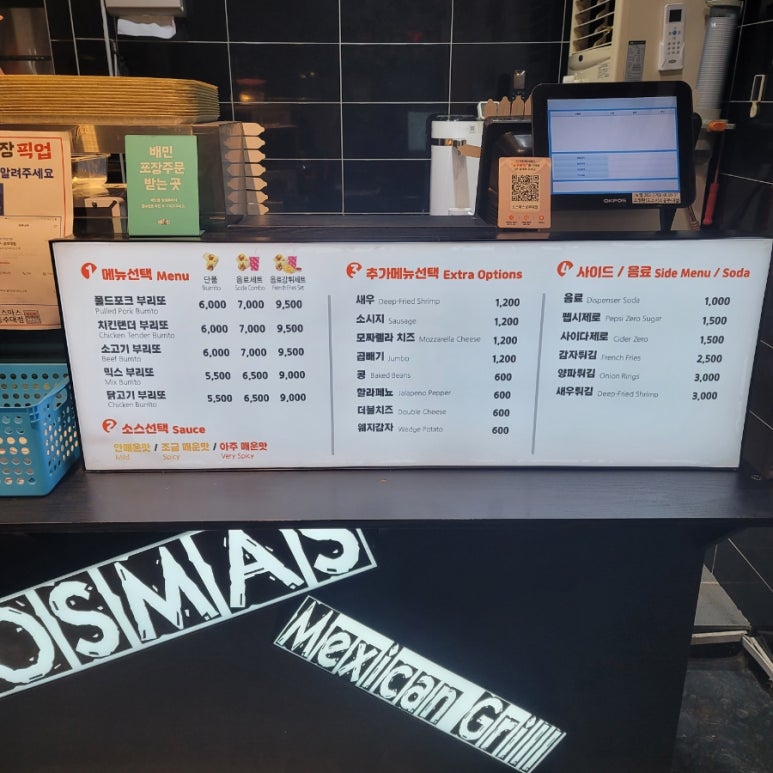 장픽업
알려주세요
배민
포장주문
받는 곳
OKPOS
1 메뉴선택 Menu
단품 음료세트 음료감튀세트
Burrito Soda Combo French Fries Set
풀드포크 부리또 6,000 7,000 9,500
Pulled Pork Burrito
치킨텐더 부리또 6,000 7,000 9,500
Chicken Tender Burrito
소고기 부리또 6,000 7,000 9,500
Beef Burrito
믹스 부리또 5,500 6,500 9,000
Mix Burrito
닭고기 부리또 5,500 6,500 9,000
Chicken Burrito
2 소스선택 Sauce
안매운맛 / 조금 매운맛 / 아주 매운맛
Mild Spicy Very Spicy
3 추가메뉴선택 Extra Options
새우 Deep-Fried Shrimp 1,200
소시지 Sausage 1,200
모짜렐라 치즈 Mozzarella Cheese 1,200
곱빼기 Jumbo 1,200
콩 Baked Beans 600
할라페뇨 Jalapeno Pepper 600
더블치즈 Double Cheese 600
웨지감자 Wedge Potato 600
4 사이드 / 음료 Side Menu / Soda
음료 Dispenser Soda 1,000
펩시제로 Pepsi Zero Sugar 1,500
사이다제로 Cider Zero 1,500
감자튀김 French Fries 2,500
양파튀김 Onion Rings 3,000
새우튀김 Deep-Fried Shrimp 3,000
OSMAS
Mexican Grill